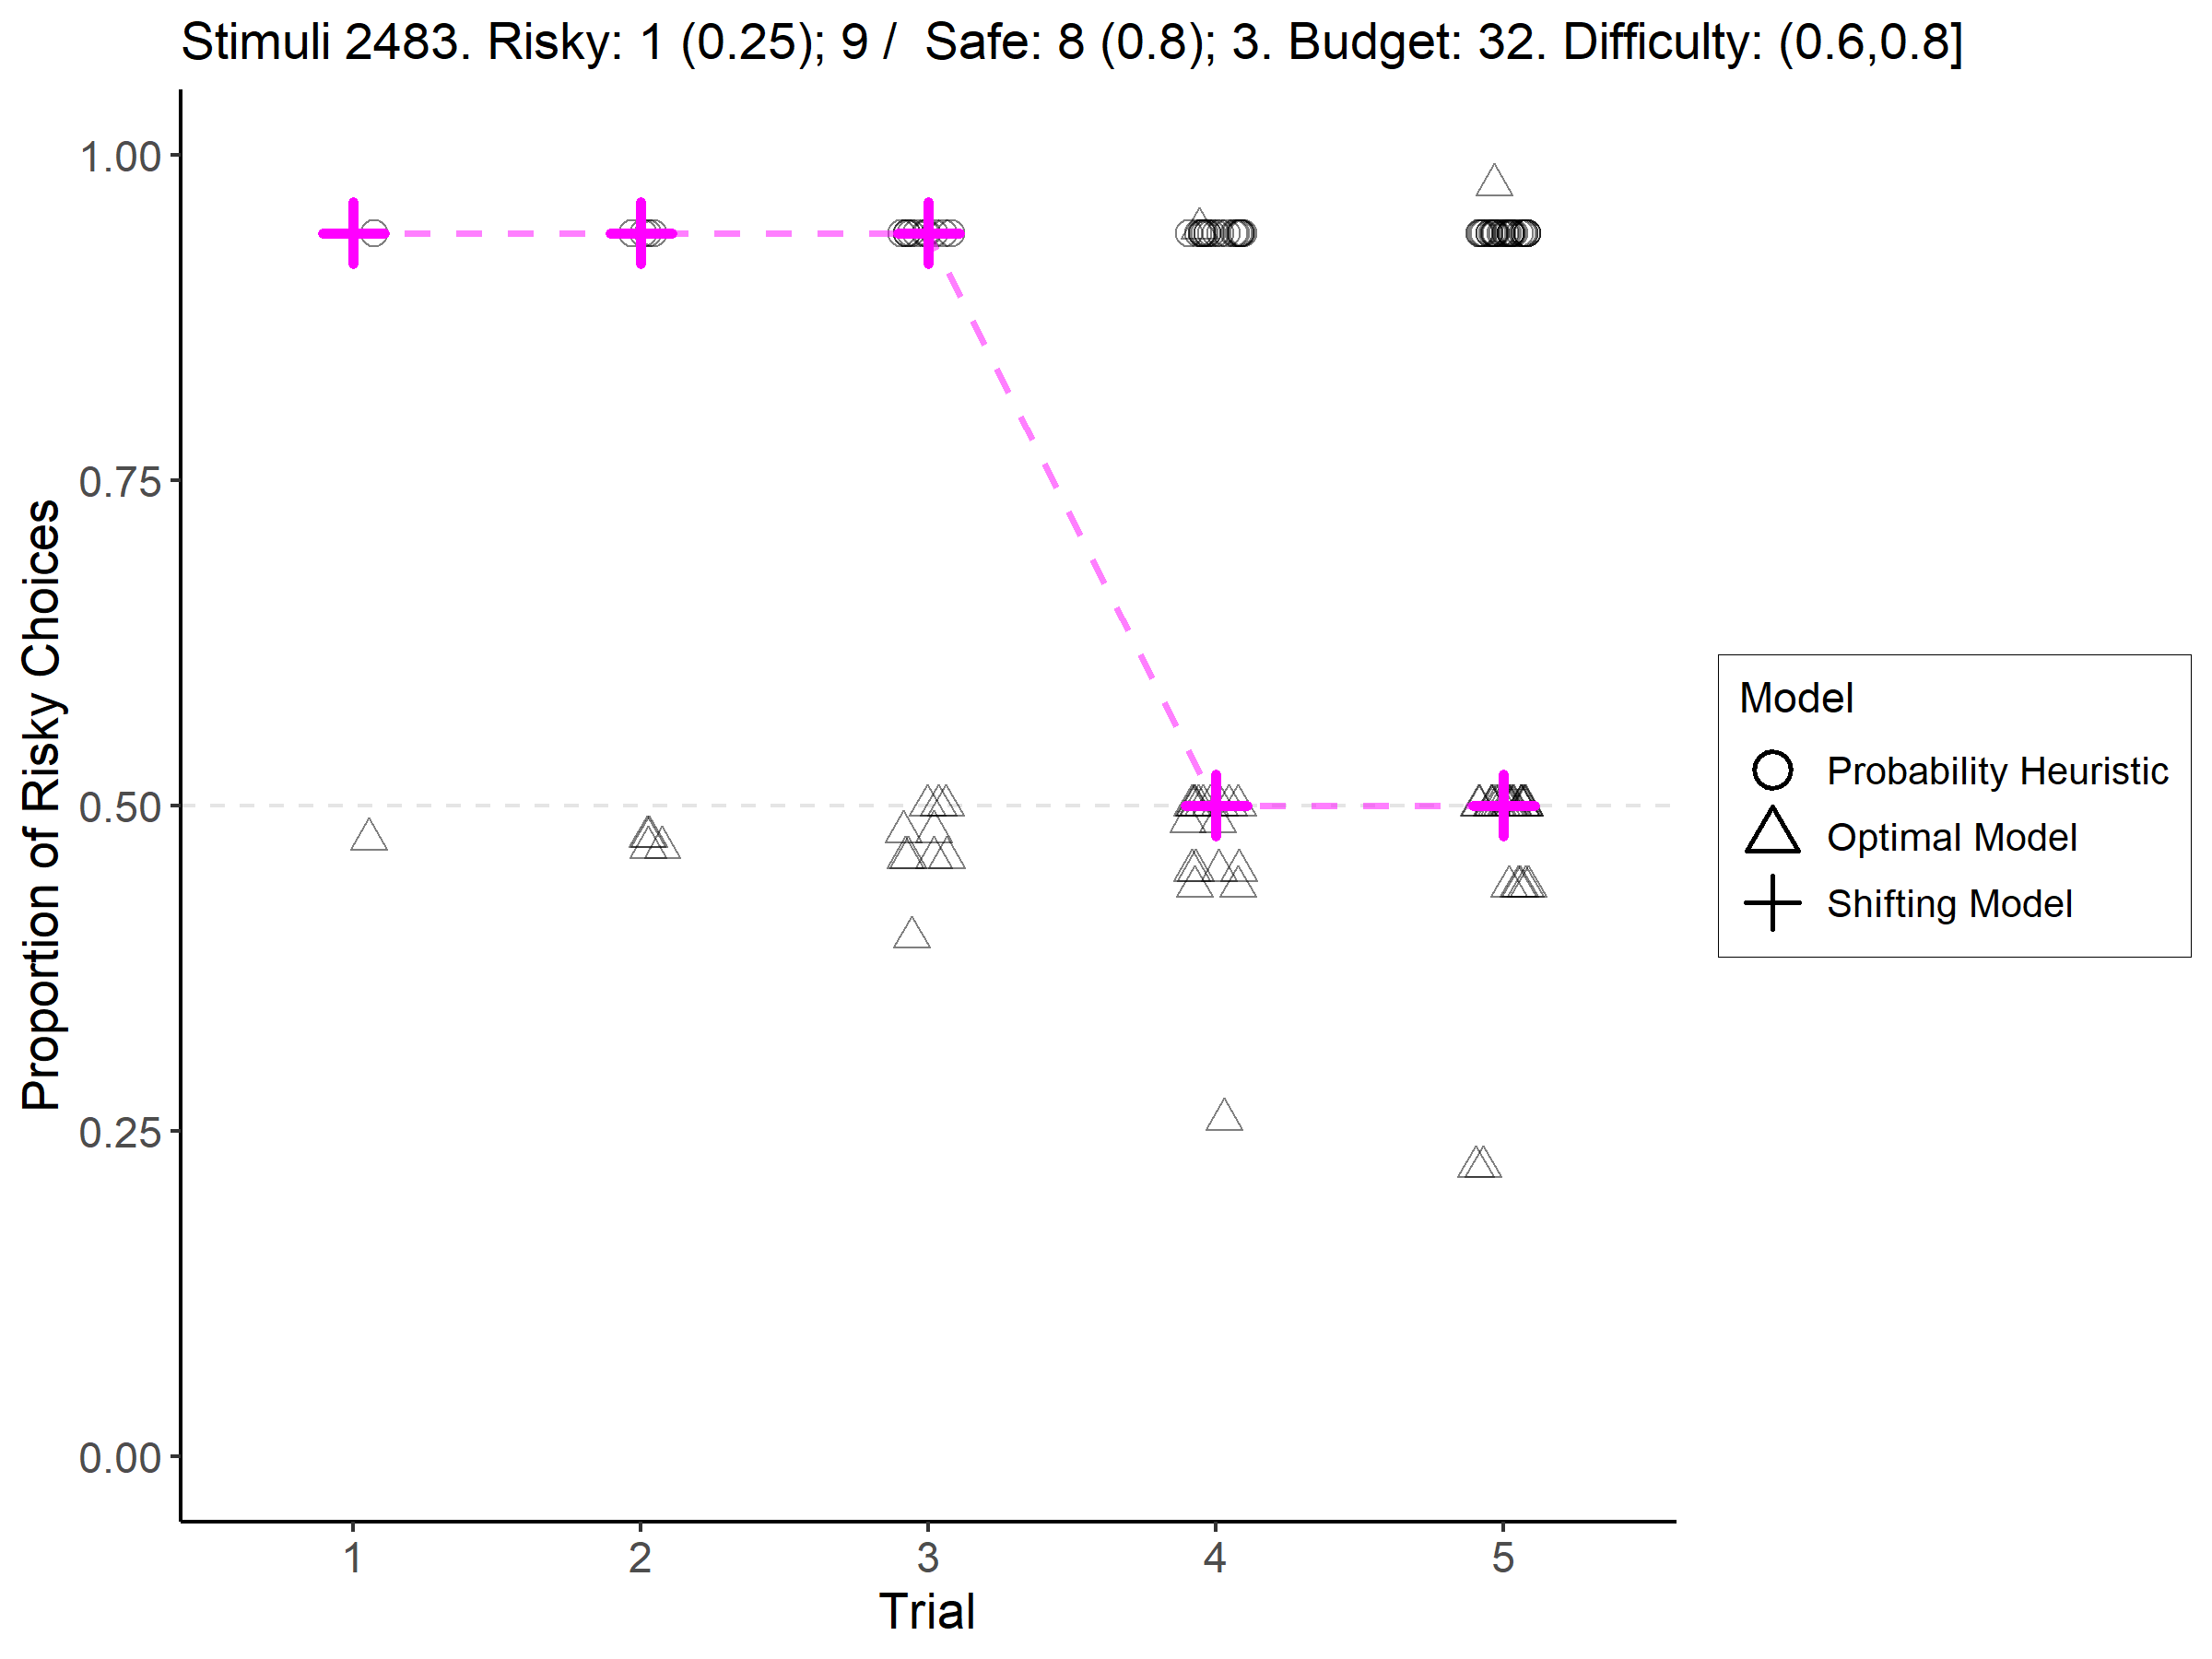 Stimuli 2483. Risky: 1 (0.25); 9 /  Safe: 8 (0.8); 3. Budget: 32. Difficulty: (0.6,0.8]
Proportion of Risky Choices
1.00
0.75
0.50
0.25
0.00
1 2 3 4 5
Trial
Model
Probability Heuristic
Optimal Model
Shifting Model